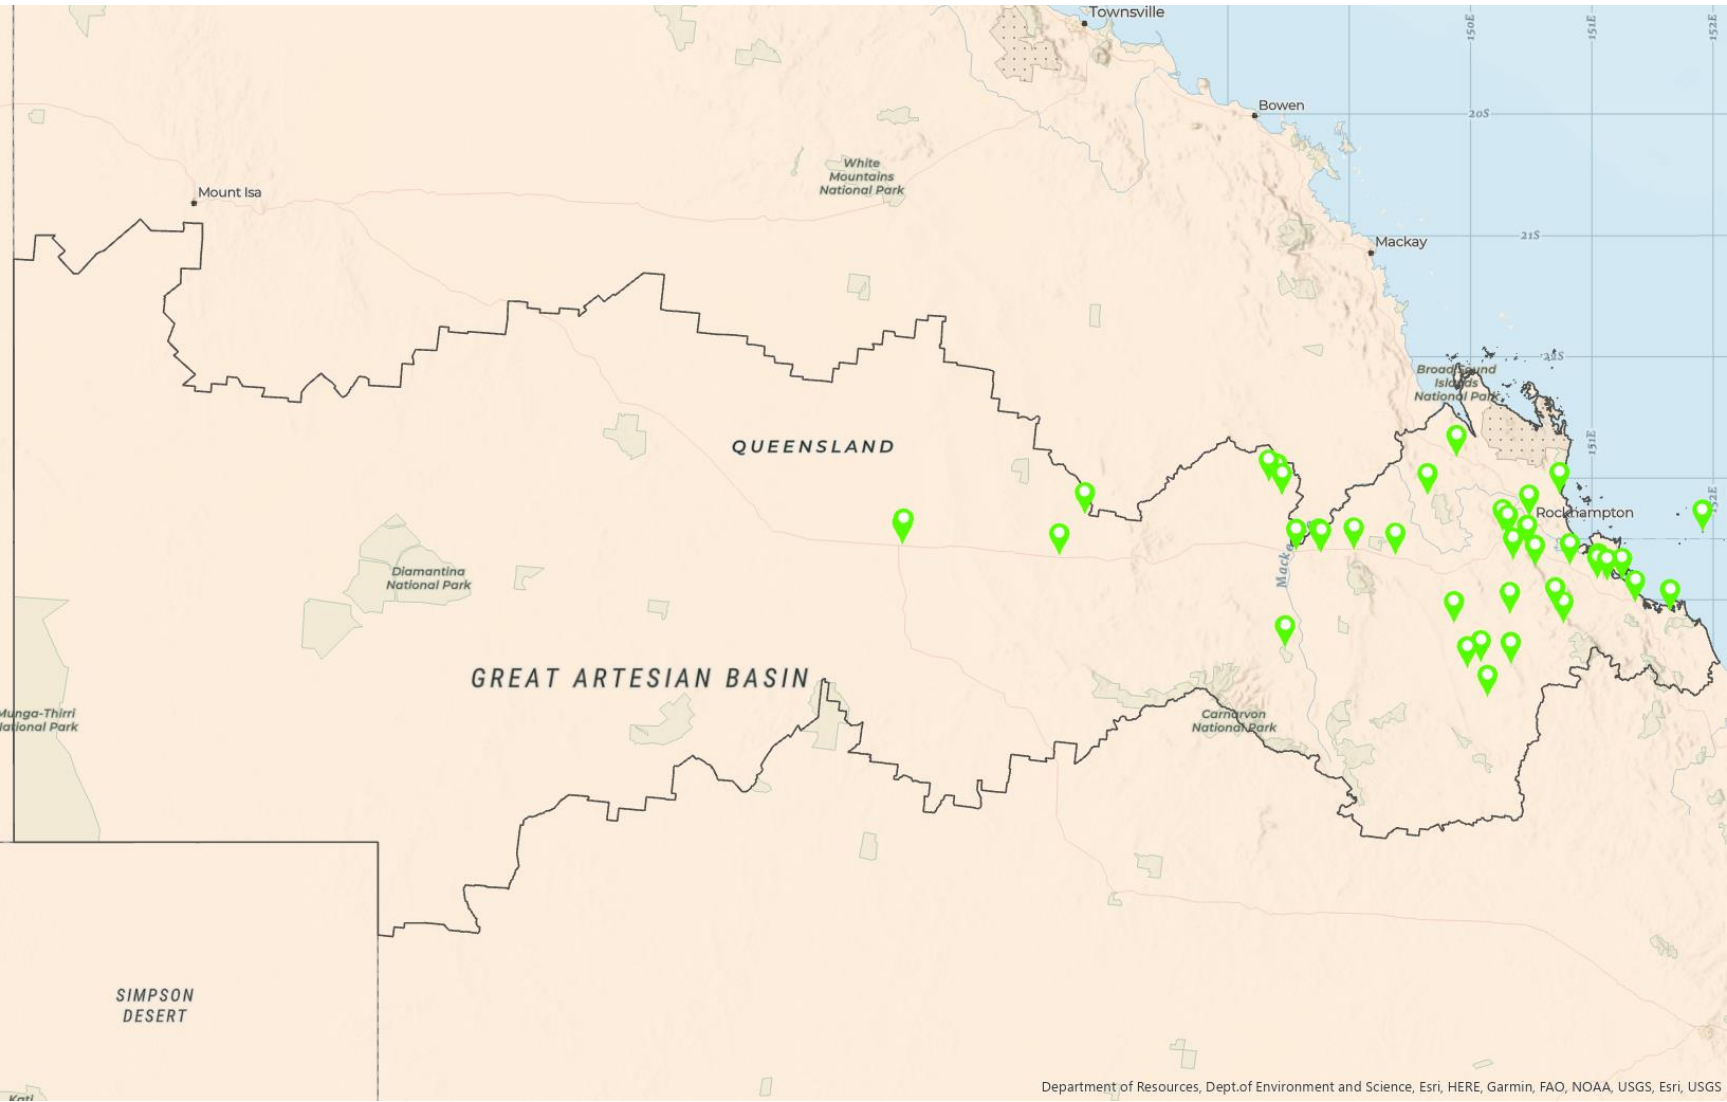 Townsville
150E
151E
152E
Bowen
20S
White
Mountains
National Park
Mount Isa
21S
Mackay
Broad Sound
Islands
National Park
151E
QUEENSLAND
Rockhampton
Diamantina
National Park
GREAT ARTESIAN BASIN
Munga-Thirri
National Park
Carnarvon
National Park
SIMPSON
DESERT
Department of Resources, Dept.of Environment and Science, Esri, HERE, Garmin, FAO, NOAA, USGS, Esri, USGS